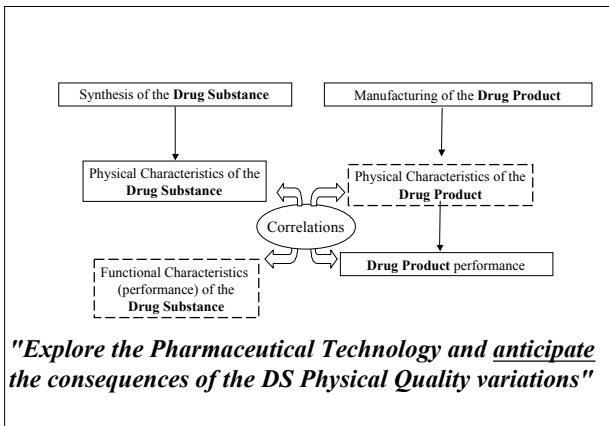 Synthesis of the Drug Substance
Manufacturing of the Drug Product
Physical Characteristics of the
Drug Substance
Physical Characteristics of the
Drug Product
Correlations
Functional Characteristics
(performance) of the
Drug Substance
Drug Product performance
"Explore the Pharmaceutical Technology and anticipate
the consequences of the DS Physical Quality variations"